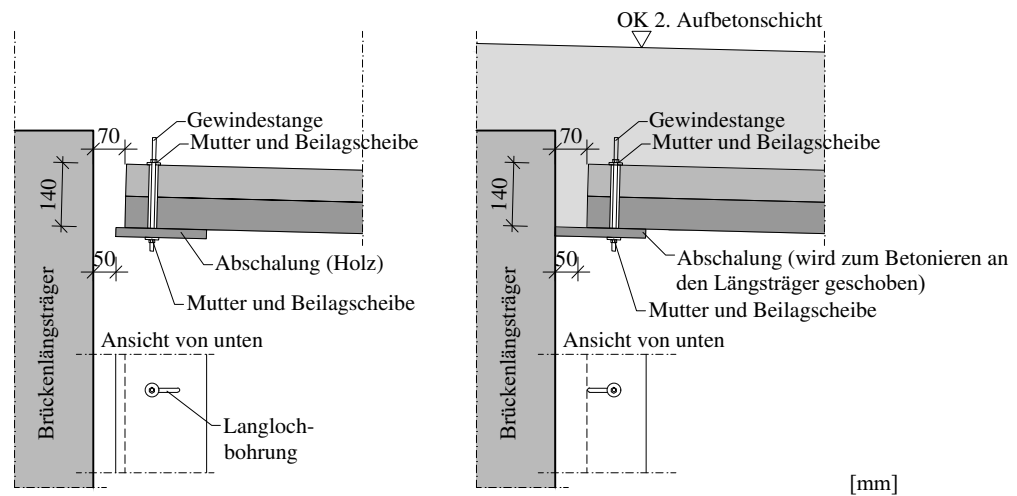 70
Gewindestange
Mutter und Beilagscheibe
140
50
Abschalung (Holz)
Mutter und Beilagscheibe
Brückenlängsträger
Ansicht von unten
Langloch-
bohrung
OK 2. Aufbetonschicht
70
Gewindestange
Mutter und Beilagscheibe
140
50
Abschalung (wird zum Betonieren an
den Längsträger geschoben)
Mutter und Beilagscheibe
Brückenlängsträger
Ansicht von unten
[mm]